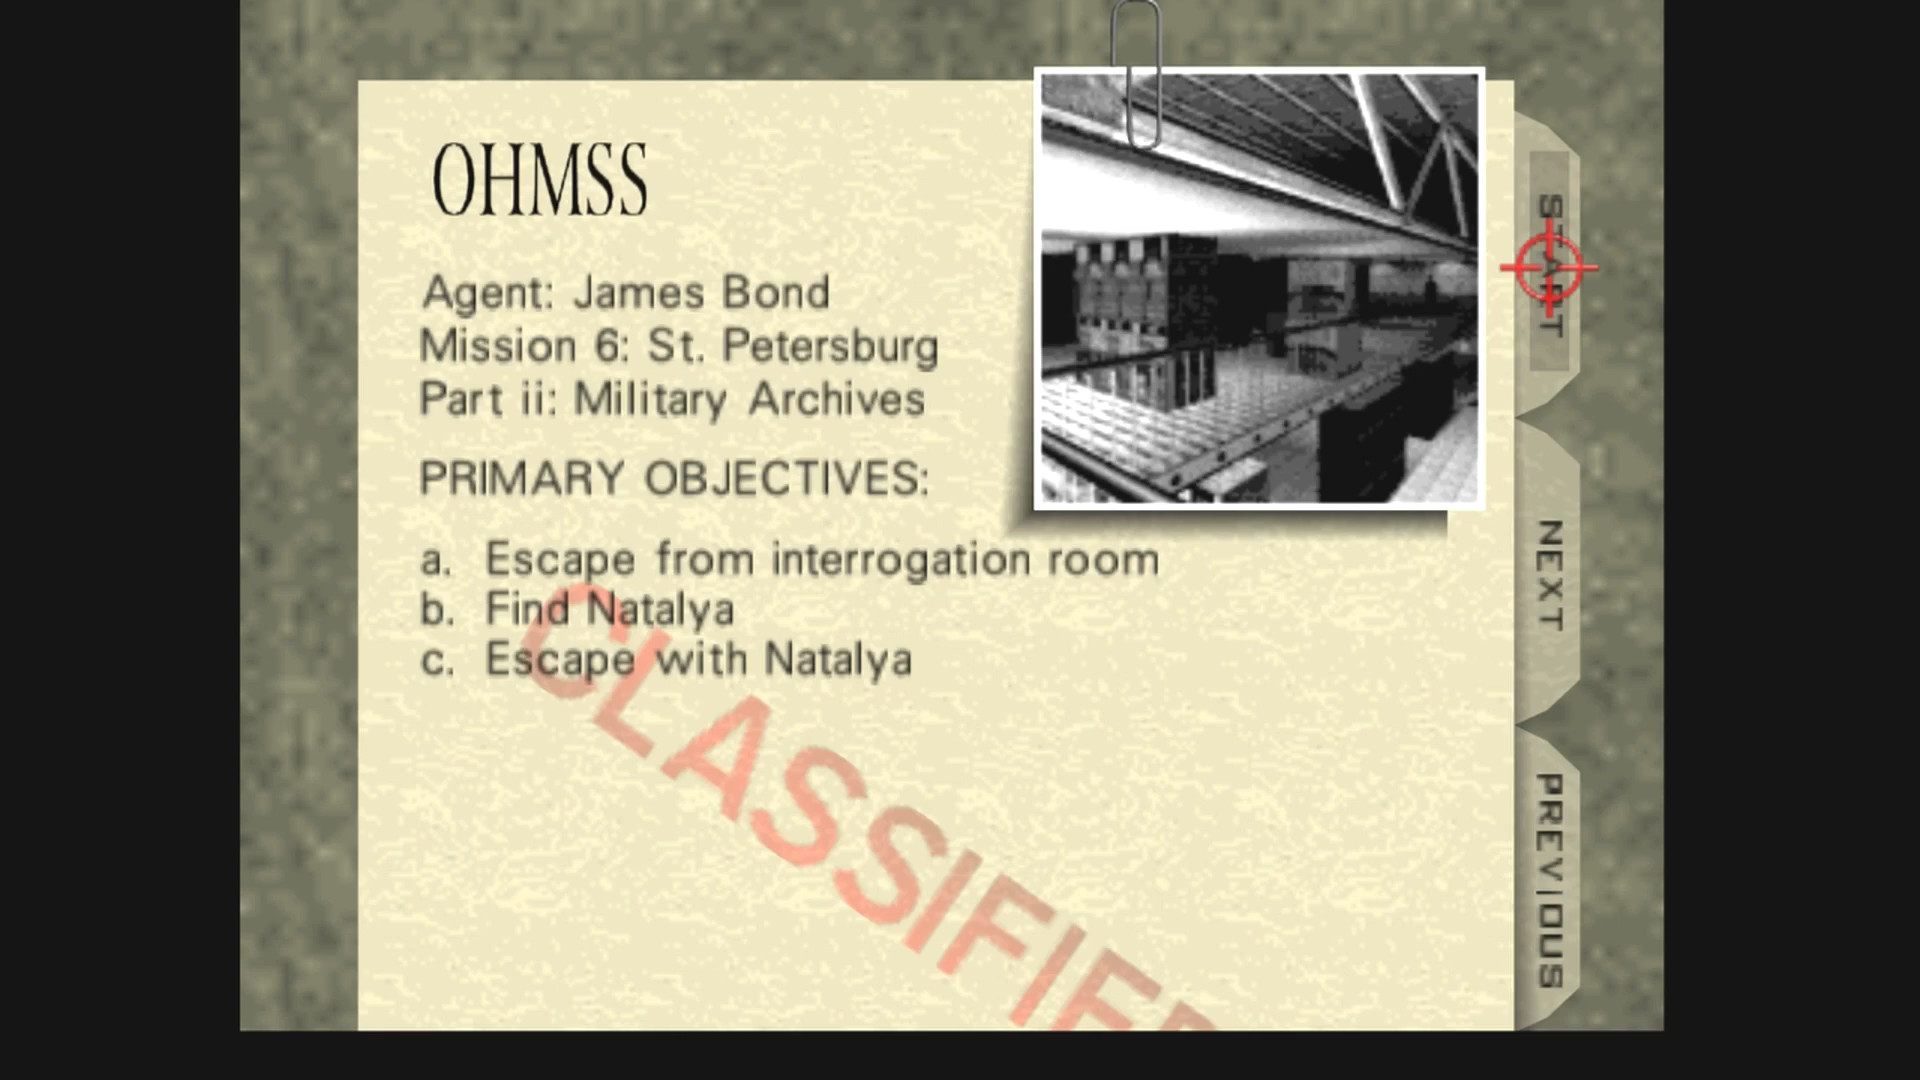 OHMSS
Agent: James Bond
Mission 6: St. Petersburg
Part ii: Military Archives
PRIMARY OBJECTIVES:
a. Escape from interrogation room
b. Find Natalya
c. Escape with Natalya
CLASSIFIED
START
NEXT
PREVIOUS